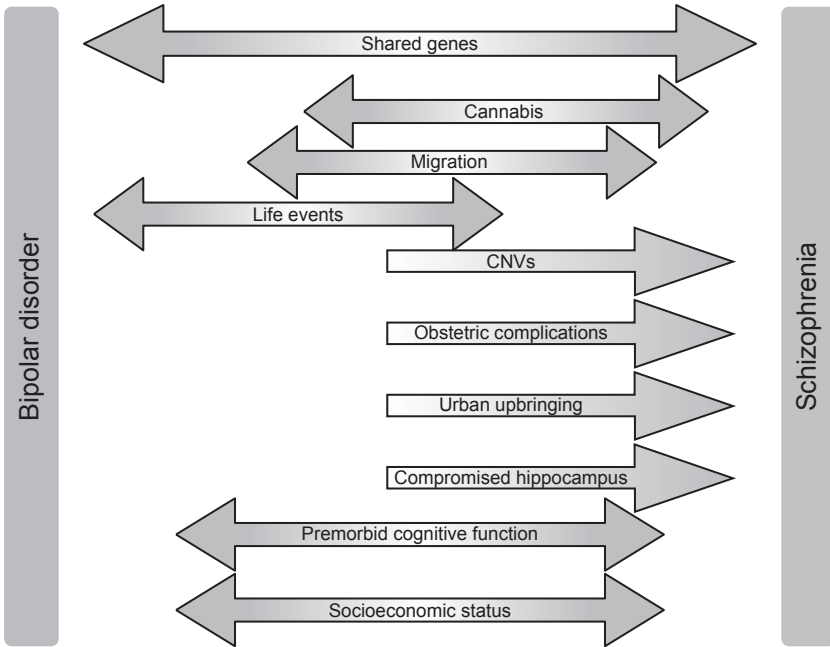 Bipolar disorder
Shared genes
Cannabis
Migration
Life events
CNVs
Obstetric complications
Urban upbringing
Compromised hippocampus
Premorbid cognitive function
Socioeconomic status
Schizophrenia